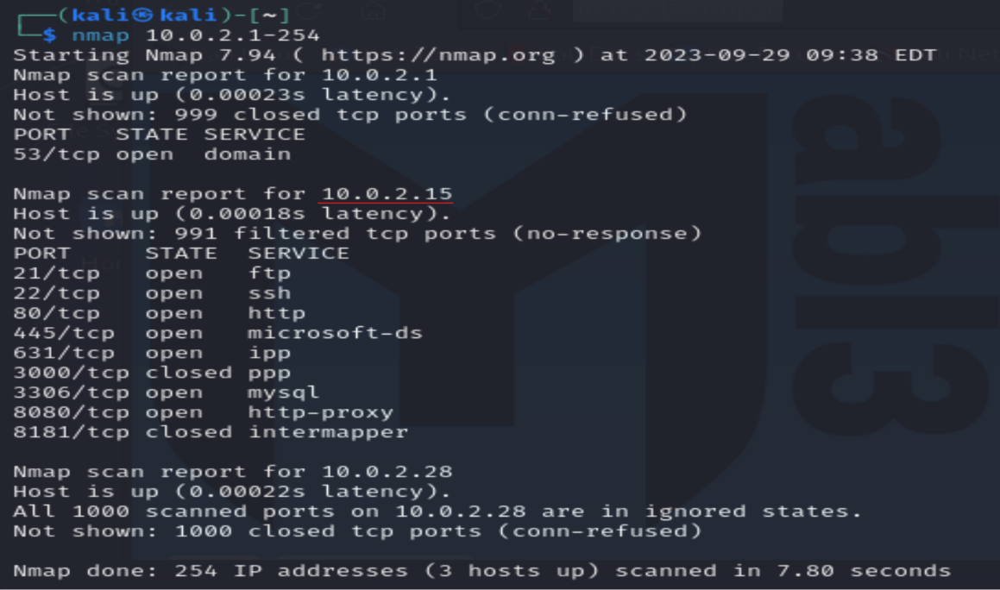 (kali㉿kali)-[~]
$ nmap 10.0.2.1-254
Starting Nmap 7.94 ( https://nmap.org ) at 2023-09-29 09:38 EDT
Nmap scan report for 10.0.2.1
Host is up (0.00023s latency).
Not shown: 999 closed tcp ports (conn-refused)
PORT   STATE SERVICE
53/tcp open  domain

Nmap scan report for 10.0.2.15
Host is up (0.00018s latency).
Not shown: 991 filtered tcp ports (no-response)
PORT     STATE  SERVICE
21/tcp   open   ftp
22/tcp   open   ssh
80/tcp   open   http
445/tcp  open   microsoft-ds
631/tcp  open   ipp
3000/tcp closed ppp
3306/tcp open   mysql
8080/tcp open   http-proxy
8181/tcp closed intermapper

Nmap scan report for 10.0.2.28
Host is up (0.00022s latency).
All 1000 scanned ports on 10.0.2.28 are in ignored states.
Not shown: 1000 closed tcp ports (conn-refused)

Nmap done: 254 IP addresses (3 hosts up) scanned in 7.80 seconds
abl3